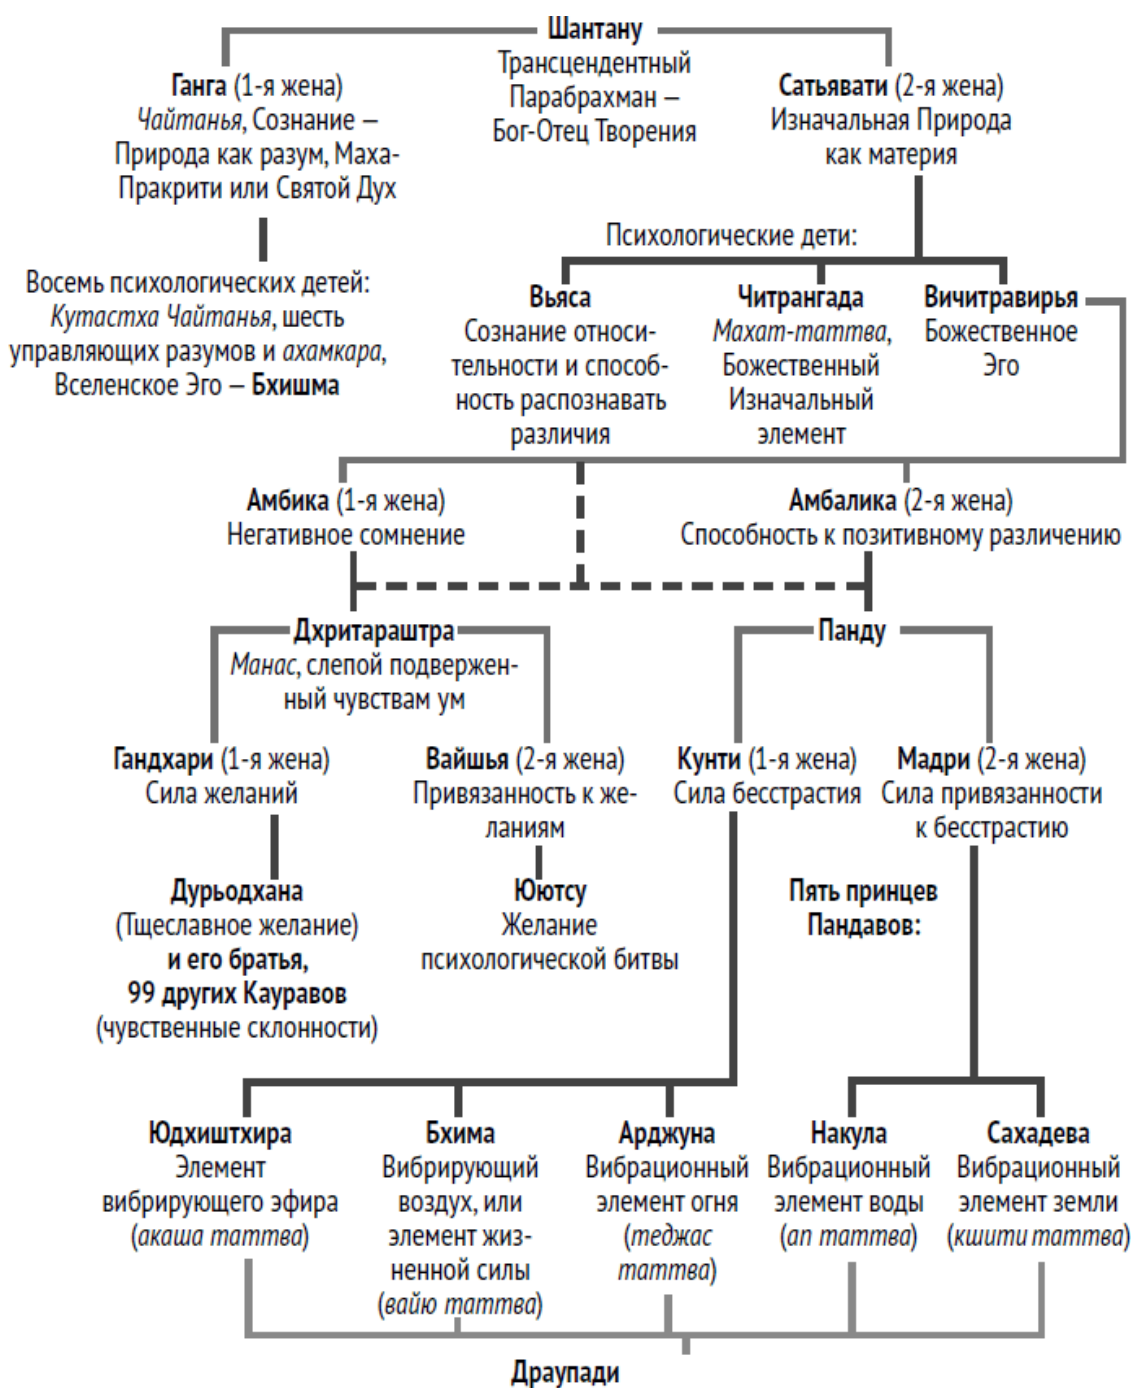 Шантану
Трансцендентный
Парабрахман –
Бог-Отец Творения
Ганга (1-я жена)
Чайтанья, Сознание –
Природа как разум, Маха-
Пракрити или Святой Дух
Сатьявати (2-я жена)
Изначальная Природа
как материя
Восемь психологических детей:
Кутастха Чайтанья, шесть
управляющих разумов и ахамкара,
Вселенское Эго – Бхишма
Психологические дети:
Вьяса
Сознание относи-
тельности и способ-
ность распознавать
различия
Читрангада
Махат-таттва,
Божественный
Изначальный
элемент
Вичитравирья
Божественное
Эго
Амбика (1-я жена)
Негативное сомнение
Амбалика (2-я жена)
Способность к позитивному различению
Дхритараштра
Манас, слепой подвержен-
ный чувствам ум
Панду
Гандхари (1-я жена)
Сила желаний
Вайшья (2-я жена)
Привязанность к же-
ланиям
Кунти (1-я жена)
Сила бесстрастия
Мадри (2-я жена)
Сила привязанности
к бесстрастию
Дурьодхана
(Тщеславное желание)
и его братья,
99 других Кауравов
(чувственные склонности)
Ююtсу
Желание
психологической битвы
Пять принцев
Пандавов:
Юдхиштхира
Элемент
вибрирующего эфира
(акаша таттва)
Бхима
Вибрирующий
воздух, или
элемент жиз-
ненной силы
(вайю таттва)
Арджуна
Вибрационный
элемент огня
(теджас
таттва)
Накула
Вибрационный
элемент воды
(ап таттва)
Сахадева
Вибрационный
элемент земли
(кшити таттва)
Драупади